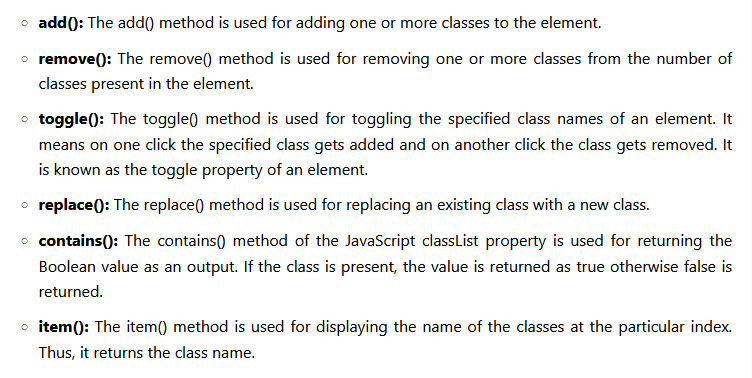 add(): The add() method is used for adding one or more classes to the element.
remove(): The remove() method is used for removing one or more classes from the number of
classes present in the element.
toggle(): The toggle() method is used for toggling the specified class names of an element. It
means on one click the specified class gets added and on another click the class gets removed. It
is known as the toggle property of an element.
replace(): The replace() method is used for replacing an existing class with a new class.
contains(): The contains() method of the JavaScript classList property is used for returning the
Boolean value as an output. If the class is present, the value is returned as true otherwise false is
returned.
item(): The item() method is used for displaying the name of the classes at the particular index.
Thus, it returns the class name.